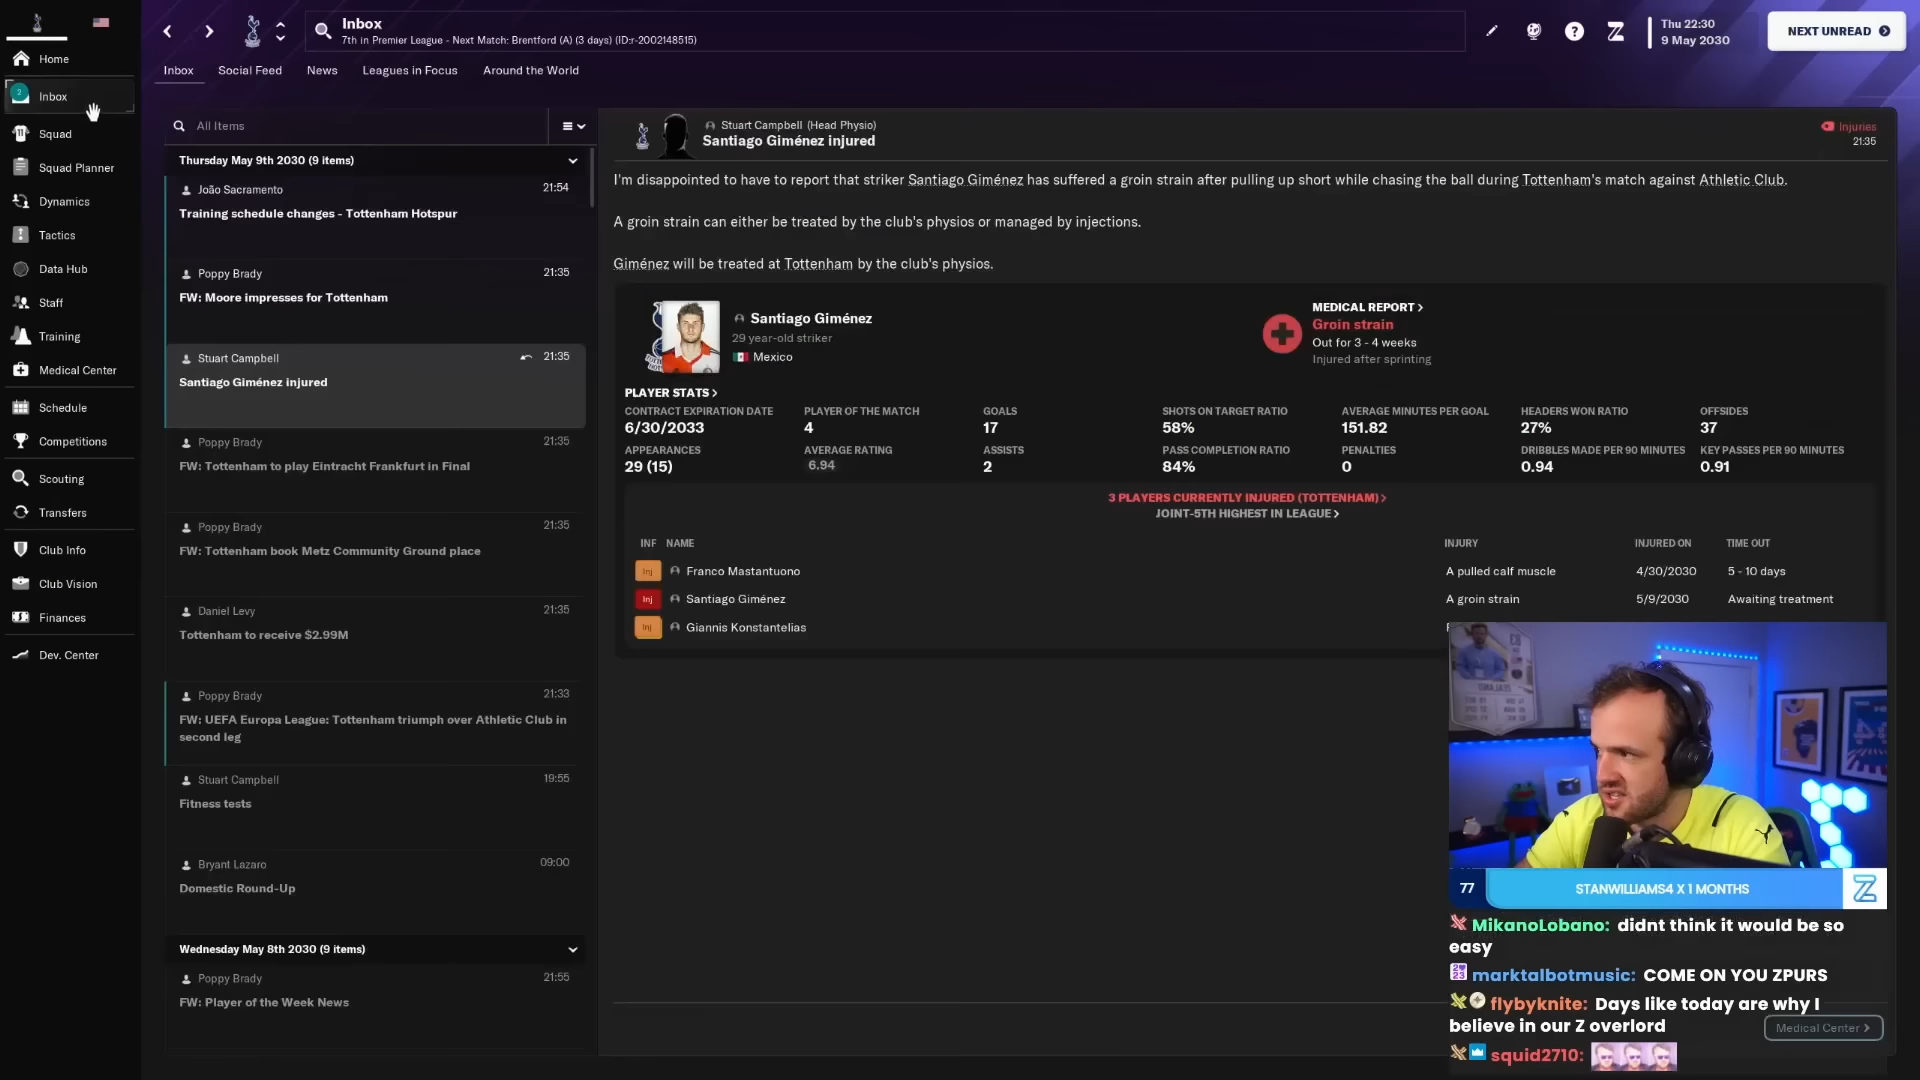 Home
2
Inbox
Squad
Squad Planner
Dynamics
Tactics
Data Hub
Staff
Training
Medical Center
Schedule
Competitions
Scouting
Transfers
Club Info
Club Vision
Finances
Dev. Center
Inbox
7th in Premier League - Next Match: Brentford (A) (3 days) (ID:r-2002148515)
Thu 22:30
9 May 2030
NEXT UNREAD
Inbox
Social Feed
News
Leagues in Focus
Around the World
All Items
Thursday May 9th 2030 (9 items)
João Sacramento 21:54
Training schedule changes - Tottenham Hotspur
Poppy Brady 21:35
FW: Moore impresses for Tottenham
Stuart Campbell 21:35
Santiago Giménez injured
Poppy Brady 21:35
FW: Tottenham to play Eintracht Frankfurt in Final
Poppy Brady 21:35
FW: Tottenham book Metz Community Ground place
Daniel Levy 21:35
Tottenham to receive $2.99M
Poppy Brady 21:33
FW: UEFA Europa League: Tottenham triumph over Athletic Club in
second leg
Stuart Campbell 19:55
Fitness tests
Bryant Lazaro 09:00
Domestic Round-Up
Wednesday May 8th 2030 (9 items)
Poppy Brady 21:55
FW: Player of the Week News
Stuart Campbell (Head Physio)
Santiago Giménez injured
Injuries
21:35
I'm disappointed to have to report that striker Santiago Giménez has suffered a groin strain after pulling up short while chasing the ball during Tottenham's match against Athletic Club.
A groin strain can either be treated by the club's physios or managed by injections.
Giménez will be treated at Tottenham by the club's physios.
Santiago Giménez
29 year-old striker
Mexico
MEDICAL REPORT >
Groin strain
Out for 3 - 4 weeks
Injured after sprinting
PLAYER STATS >
CONTRACT EXPIRATION DATE PLAYER OF THE MATCH GOALS SHOTS ON TARGET RATIO AVERAGE MINUTES PER GOAL HEADERS WON RATIO OFFSIDES
6/30/2033 4 17 58% 151.82 27% 37
APPEARANCES AVERAGE RATING ASSISTS PASS COMPLETION RATIO PENALTIES DRIBBLES MADE PER 90 MINUTES KEY PASSES PER 90 MINUTES
29 (15) 6.94 2 84% 0 0.94 0.91
3 PLAYERS CURRENTLY INJURED (TOTTENHAM) >
JOINT-5TH HIGHEST IN LEAGUE >
INF NAME INJURY INJURED ON TIME OUT
Inj Franco Mastantuono A pulled calf muscle 4/30/2030 5 - 10 days
Inj Santiago Giménez A groin strain 5/9/2030 Awaiting treatment
Inj Giannis Konstantelias
77 STANWILLIAMS4 X 1 MONTHS
MikanoLobano: didnt think it would be so
easy
marktalbotmusic: COME ON YOU ZPURS
flybyknite: Days like today are why I
believe in our Z overlord
Medical Center >
squid2710: